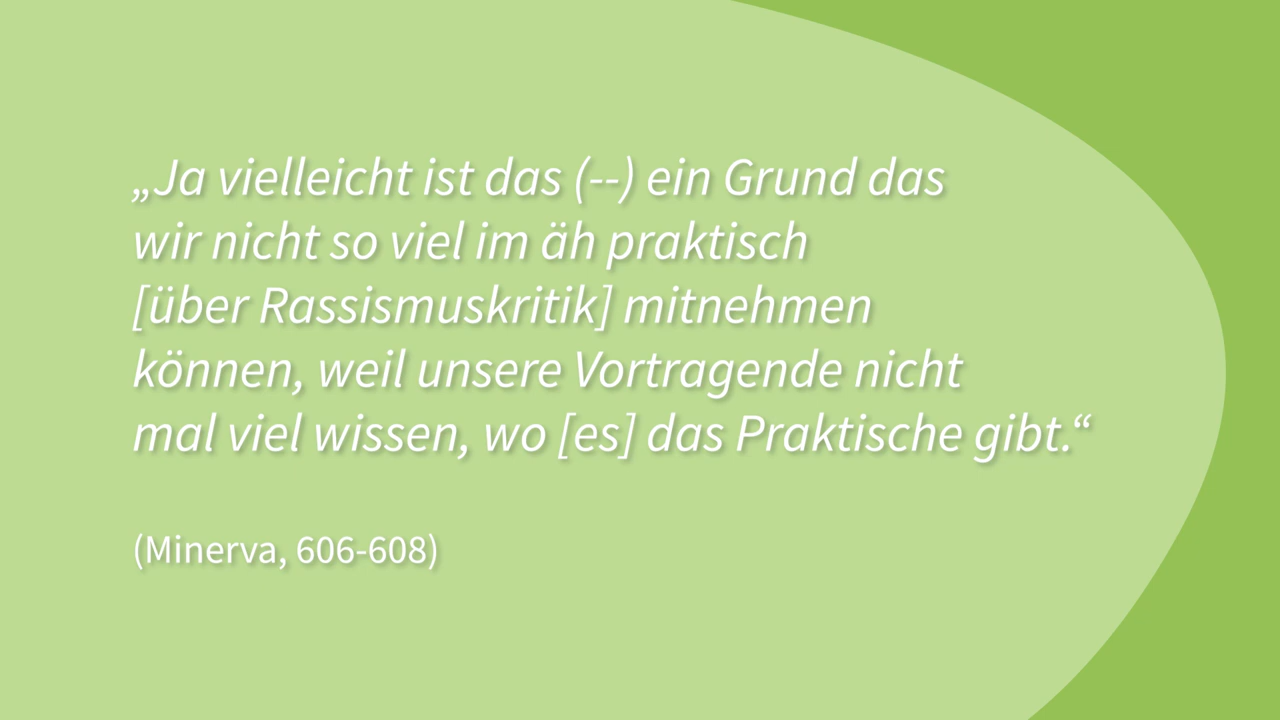 „Ja vielleicht ist das (--) ein Grund das
wir nicht so viel im äh praktisch
[über Rassismuskritik] mitnehmen
können, weil unsere Vortragende nicht
mal viel wissen, wo [es] das Praktische gibt.“
(Minerva, 606-608)